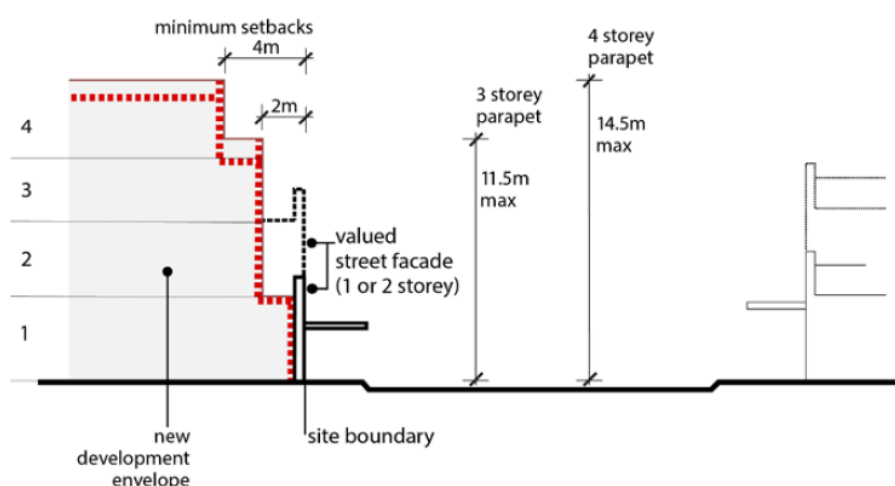 minimum setbacks
4m
2m
4 storey
parapet
3 storey
parapet
14.5m
max
11.5m
max
4
3
2
1
valued
street facade
(1 or 2 storey)
new
development
envelope
site boundary